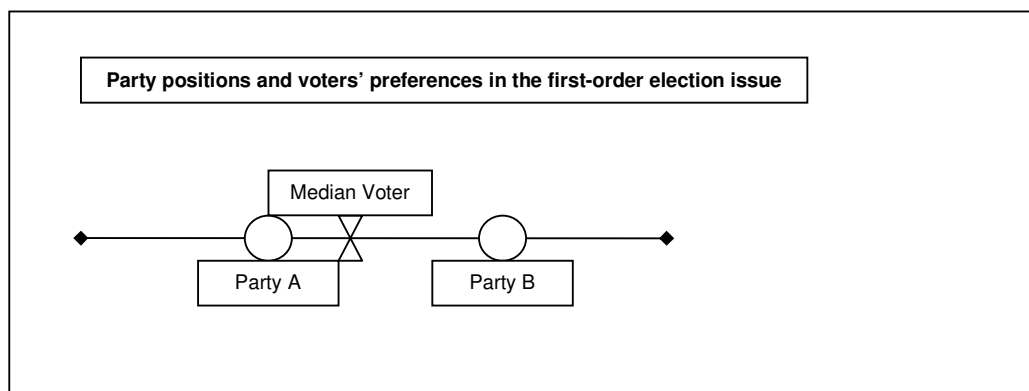 Party positions and voters’ preferences in the first-order election issue
Median Voter
Party A
Party B